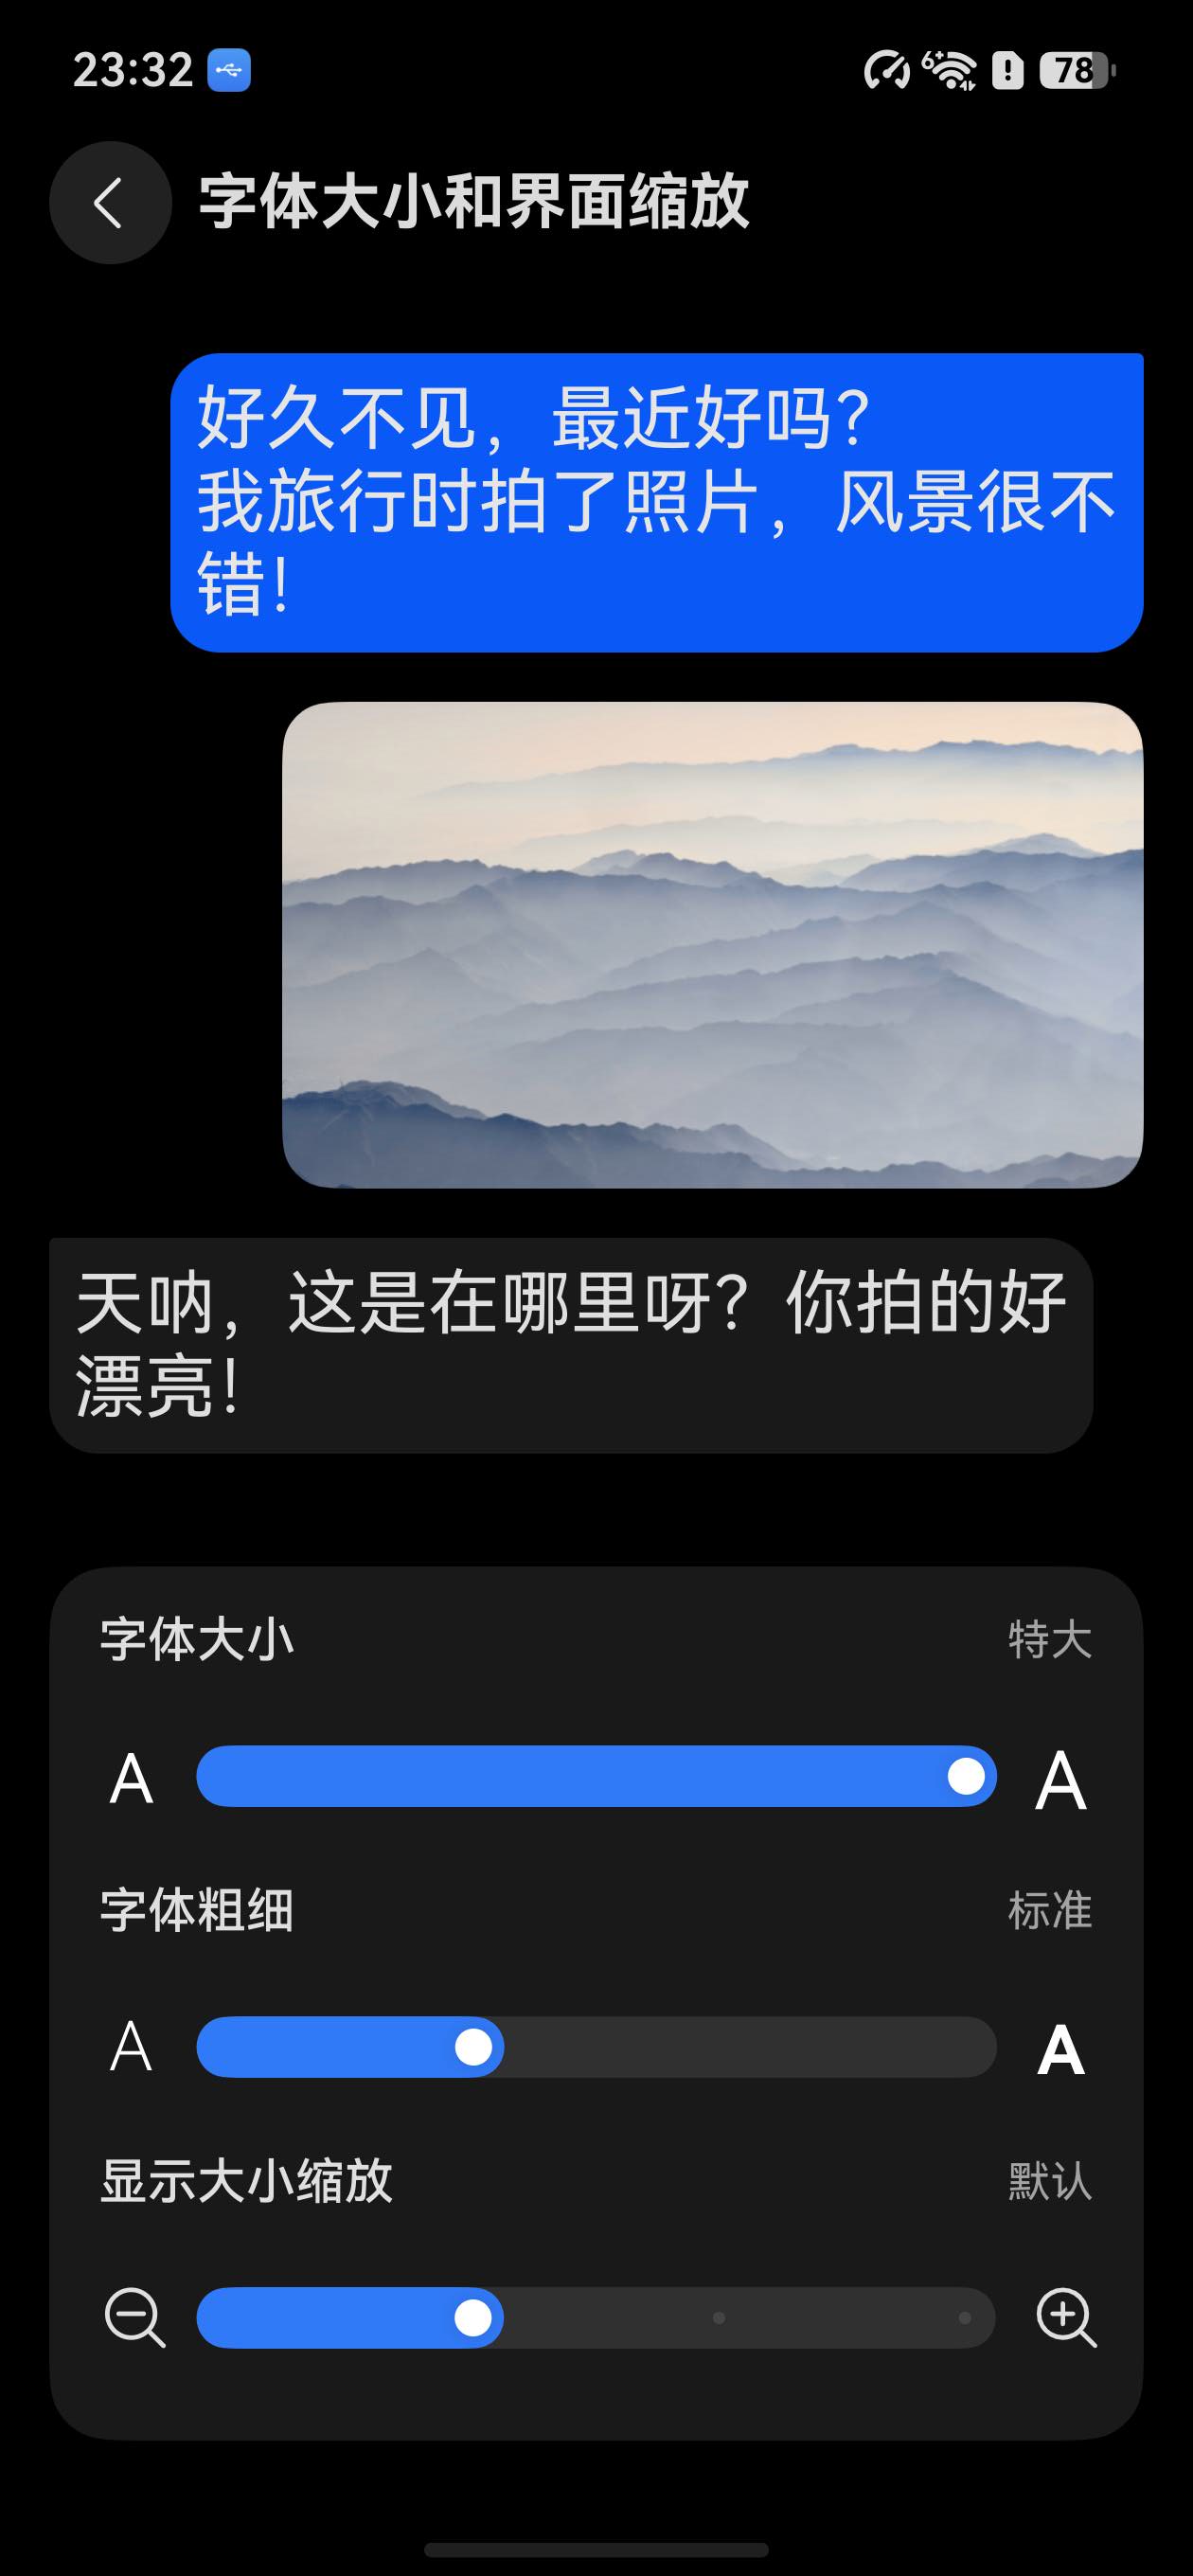 23:32
6+
78
字体大小和界面缩放
好久不见，最近好吗？
我旅行时拍了照片，风景很不
错！
天呐，这是在哪里呀？你拍的好
漂亮！
字体大小 特大
A A
字体粗细 标准
A A
显示大小缩放 默认